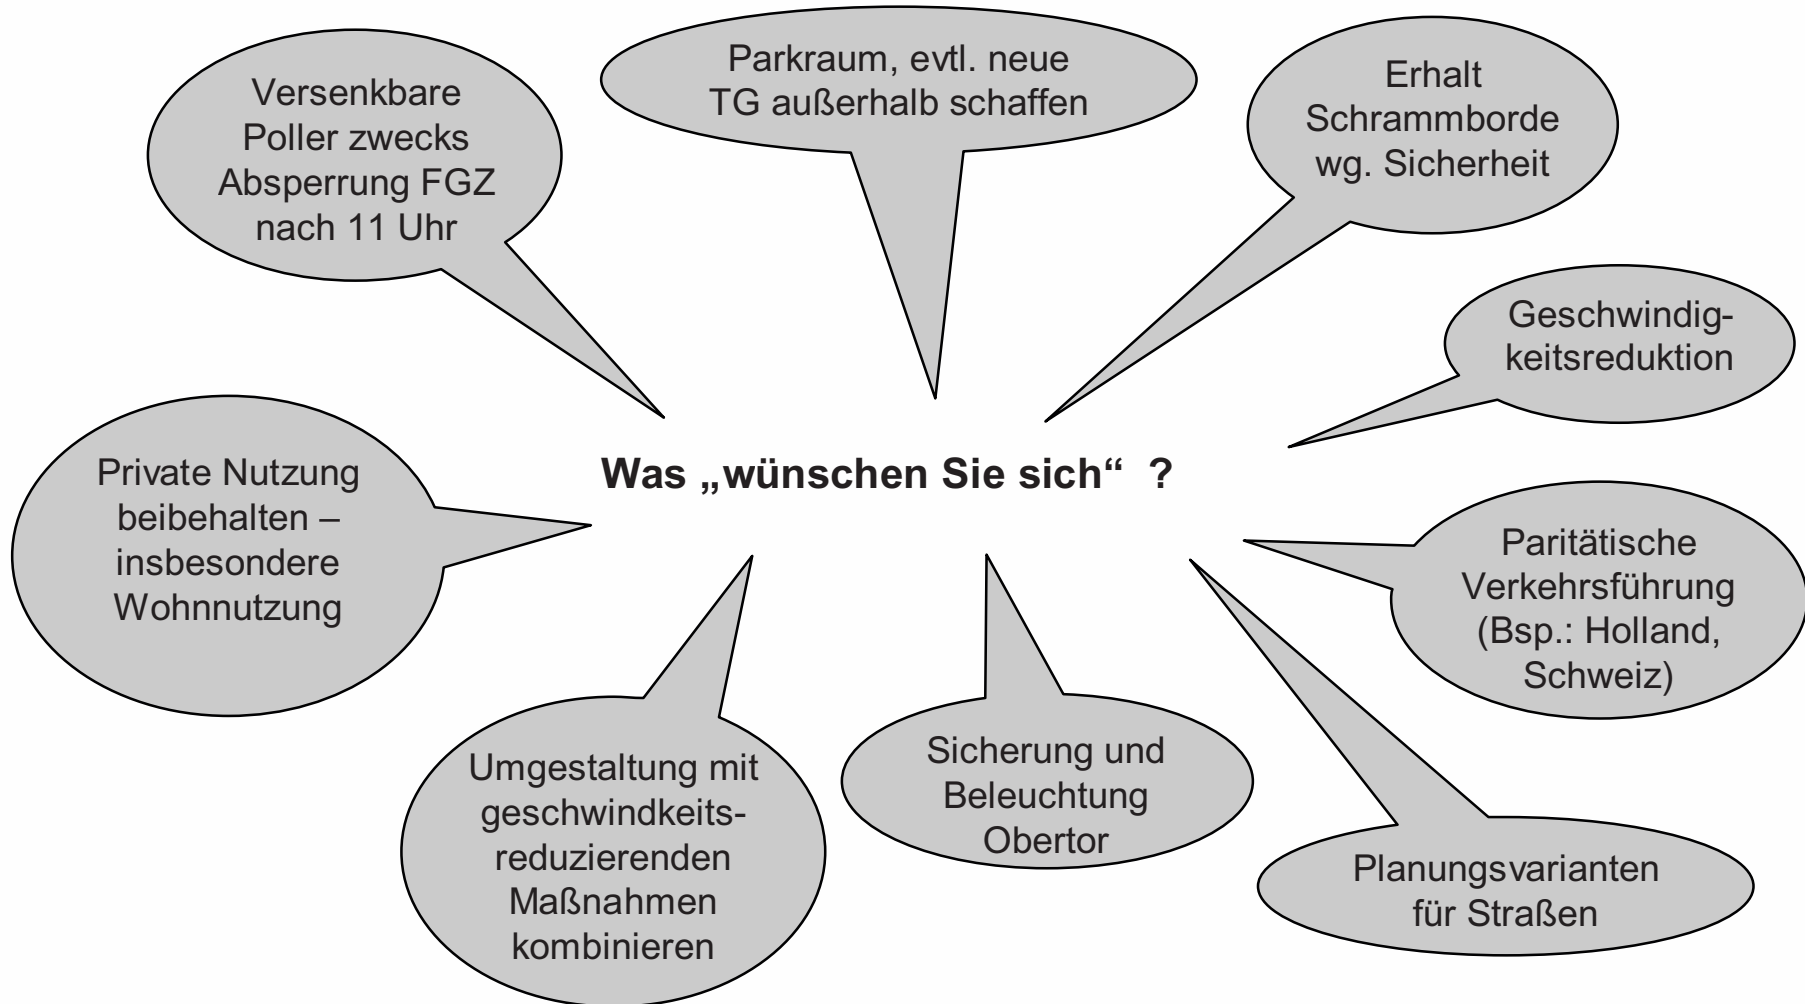 Versenkbare
Poller zwecks
Absperrung FGZ
nach 11 Uhr
Parkraum, evtl. neue
TG außerhalb schaffen
Erhalt
Schrammborde
wg. Sicherheit
Geschwindig-
keitsreduktion
Was „wünschen Sie sich“ ?
Private Nutzung
beibehalten –
insbesondere
Wohnnutzung
Paritätische
Verkehrsführung
(Bsp.: Holland,
Schweiz)
Umgestaltung mit
geschwindkeits-
reduzierenden
Maßnahmen
kombinieren
Sicherung und
Beleuchtung
Obertor
Planungsvarianten
für Straßen